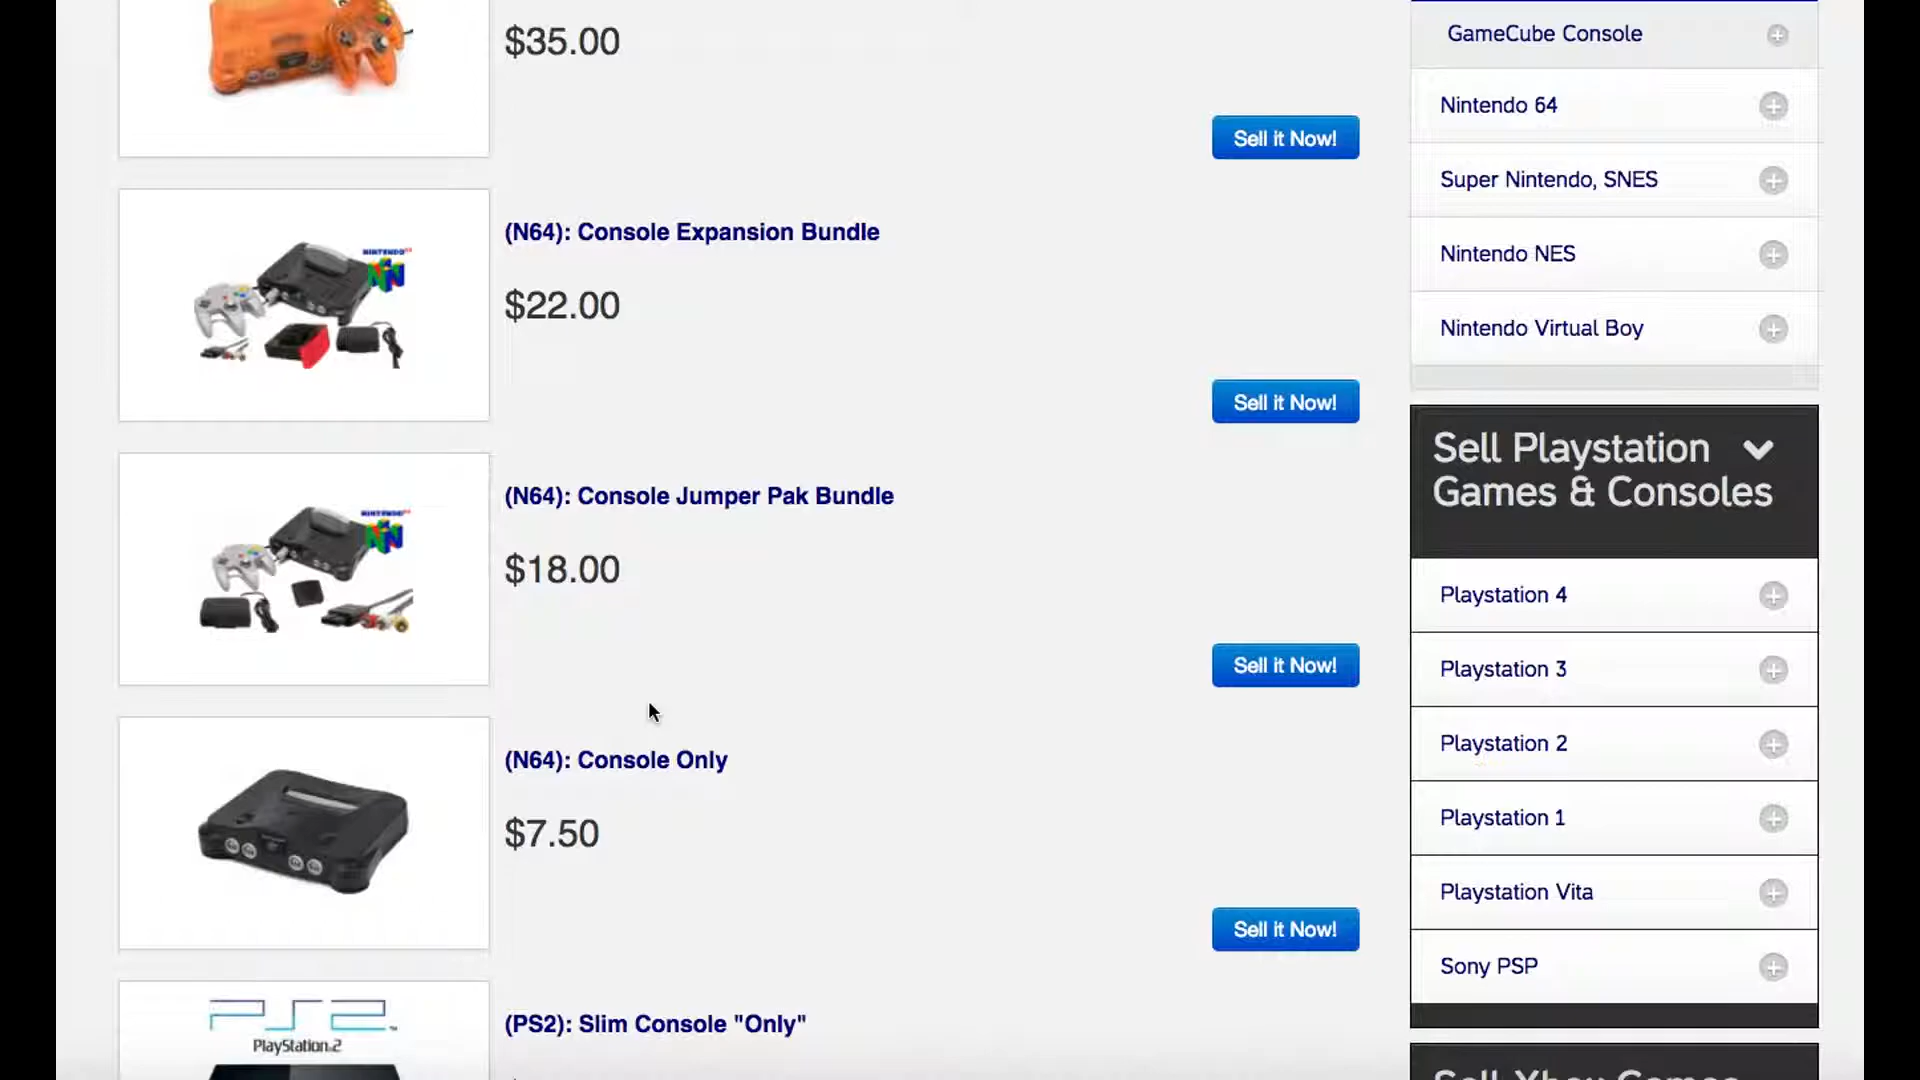 $35.00
Sell it Now!
(N64): Console Expansion Bundle
$22.00
Sell it Now!
(N64): Console Jumper Pak Bundle
$18.00
Sell it Now!
(N64): Console Only
$7.50
Sell it Now!
PlayStation.2
(PS2): Slim Console "Only"
GameCube Console
Nintendo 64
Super Nintendo, SNES
Nintendo NES
Nintendo Virtual Boy
Sell Playstation
Games & Consoles
Playstation 4
Playstation 3
Playstation 2
Playstation 1
Playstation Vita
Sony PSP
Sell Xbox Games